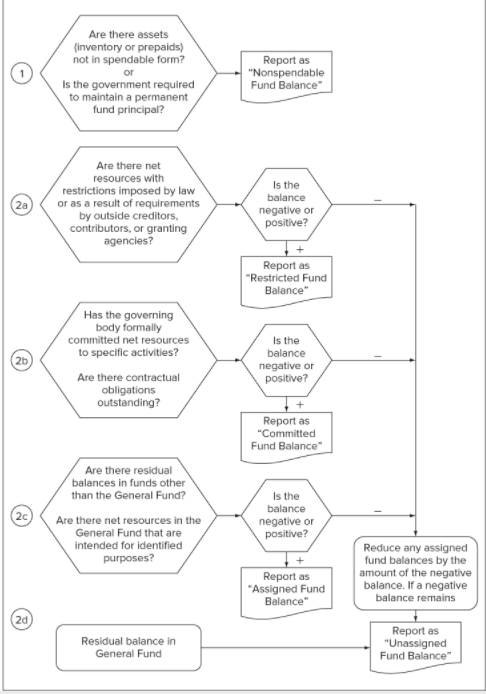 1
Are there assets
(inventory or prepaids)
not in spendable form?
or
Is the government required
to maintain a permanent
fund principal?
Report as
"Nonspendable
Fund Balance"
2a
Are there net
resources with
restrictions imposed by law
or as a result of requirements
by outside creditors,
contributors, or granting
agencies?
Is the
balance
negative or
positive?
–
+
Report as
"Restricted Fund
Balance"
2b
Has the governing
body formally
committed net resources
to specific activities?
Are there contractual
obligations
outstanding?
Is the
balance
negative or
positive?
–
+
Report as
"Committed
Fund Balance"
2c
Are there residual
balances in funds other
than the General Fund?
Are there net resources in the
General Fund that are
intended for identified
purposes?
Is the
balance
negative or
positive?
–
+
Report as
"Assigned Fund
Balance"
Reduce any assigned
fund balances by the
amount of the negative
balance. If a negative
balance remains
2d
Residual balance in
General Fund
Report as
"Unassigned
Fund Balance"